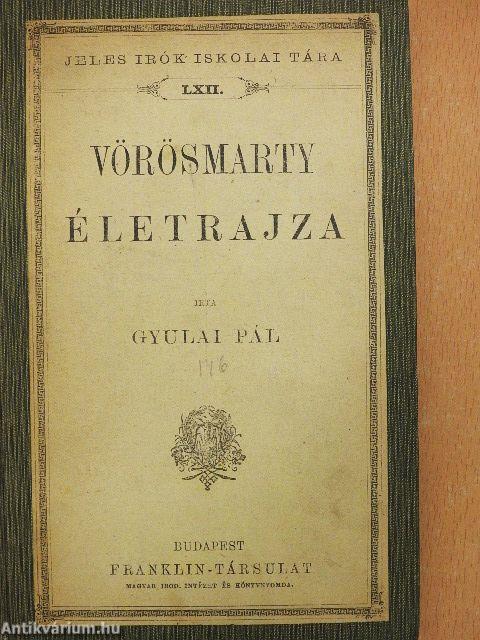 JELES IRÓK ISKOLAI TÁRA
LXII.
VÖRÖSMARTY
ÉLETRAJZA
IRTA
GYULAI PÁL
176
BUDAPEST
FRANKLIN-TÁRSULAT
MAGYAR IROD. INTÉZET ÉS KÖNYVNYOMDA.
Antikvárium.hu